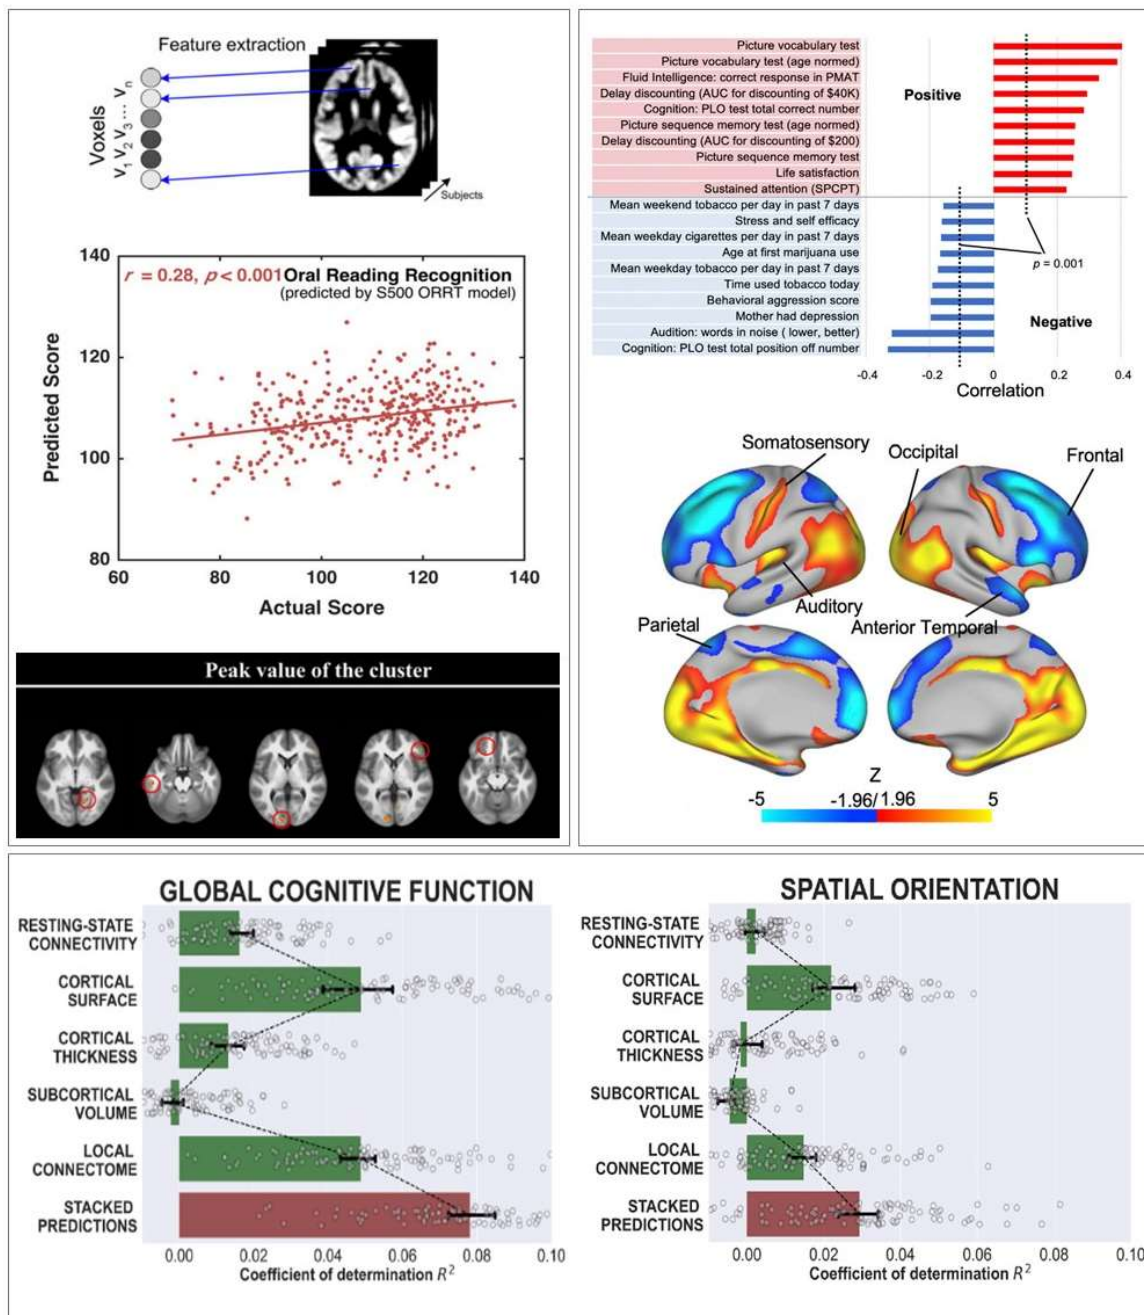 Feature extraction
Voxels
v1 v2 v3 ... vn
Subjects
r = 0.28, p < 0.001 Oral Reading Recognition
(predicted by S500 ORRT model)
Predicted Score
140
120
100
80
60
80
100
120
140
Actual Score
Peak value of the cluster
Picture vocabulary test
Picture vocabulary test (age normed)
Fluid Intelligence: correct response in PMAT
Delay discounting (AUC for discounting of $40K)
Cognition: PLO test total correct number
Picture sequence memory test (age normed)
Delay discounting (AUC for discounting of $200)
Picture sequence memory test
Life satisfaction
Sustained attention (SPCPT)
Positive
Mean weekend tobacco per day in past 7 days
Stress and self efficacy
Mean weekday cigarettes per day in past 7 days
Age at first marijuana use
Mean weekday tobacco per day in past 7 days
Time used tobacco today
Behavioral aggression score
Mother had depression
Audition: words in noise ( lower, better)
Cognition: PLO test total position off number
p = 0.001
Negative
-0.4 -0.2 0 0.2 0.4
Correlation
Somatosensory
Occipital
Frontal
Auditory
Parietal
Anterior Temporal
Z
-5 -1.96/ 1.96 5
GLOBAL COGNITIVE FUNCTION
RESTING-STATE
CONNECTIVITY
CORTICAL
SURFACE
CORTICAL
THICKNESS
SUBCORTICAL
VOLUME
LOCAL
CONNECTOME
STACKED
PREDICTIONS
0.00 0.02 0.04 0.06 0.08 0.10
Coefficient of determination R²
SPATIAL ORIENTATION
RESTING-STATE
CONNECTIVITY
CORTICAL
SURFACE
CORTICAL
THICKNESS
SUBCORTICAL
VOLUME
LOCAL
CONNECTOME
STACKED
PREDICTIONS
0.00 0.02 0.04 0.06 0.08 0.10
Coefficient of determination R²